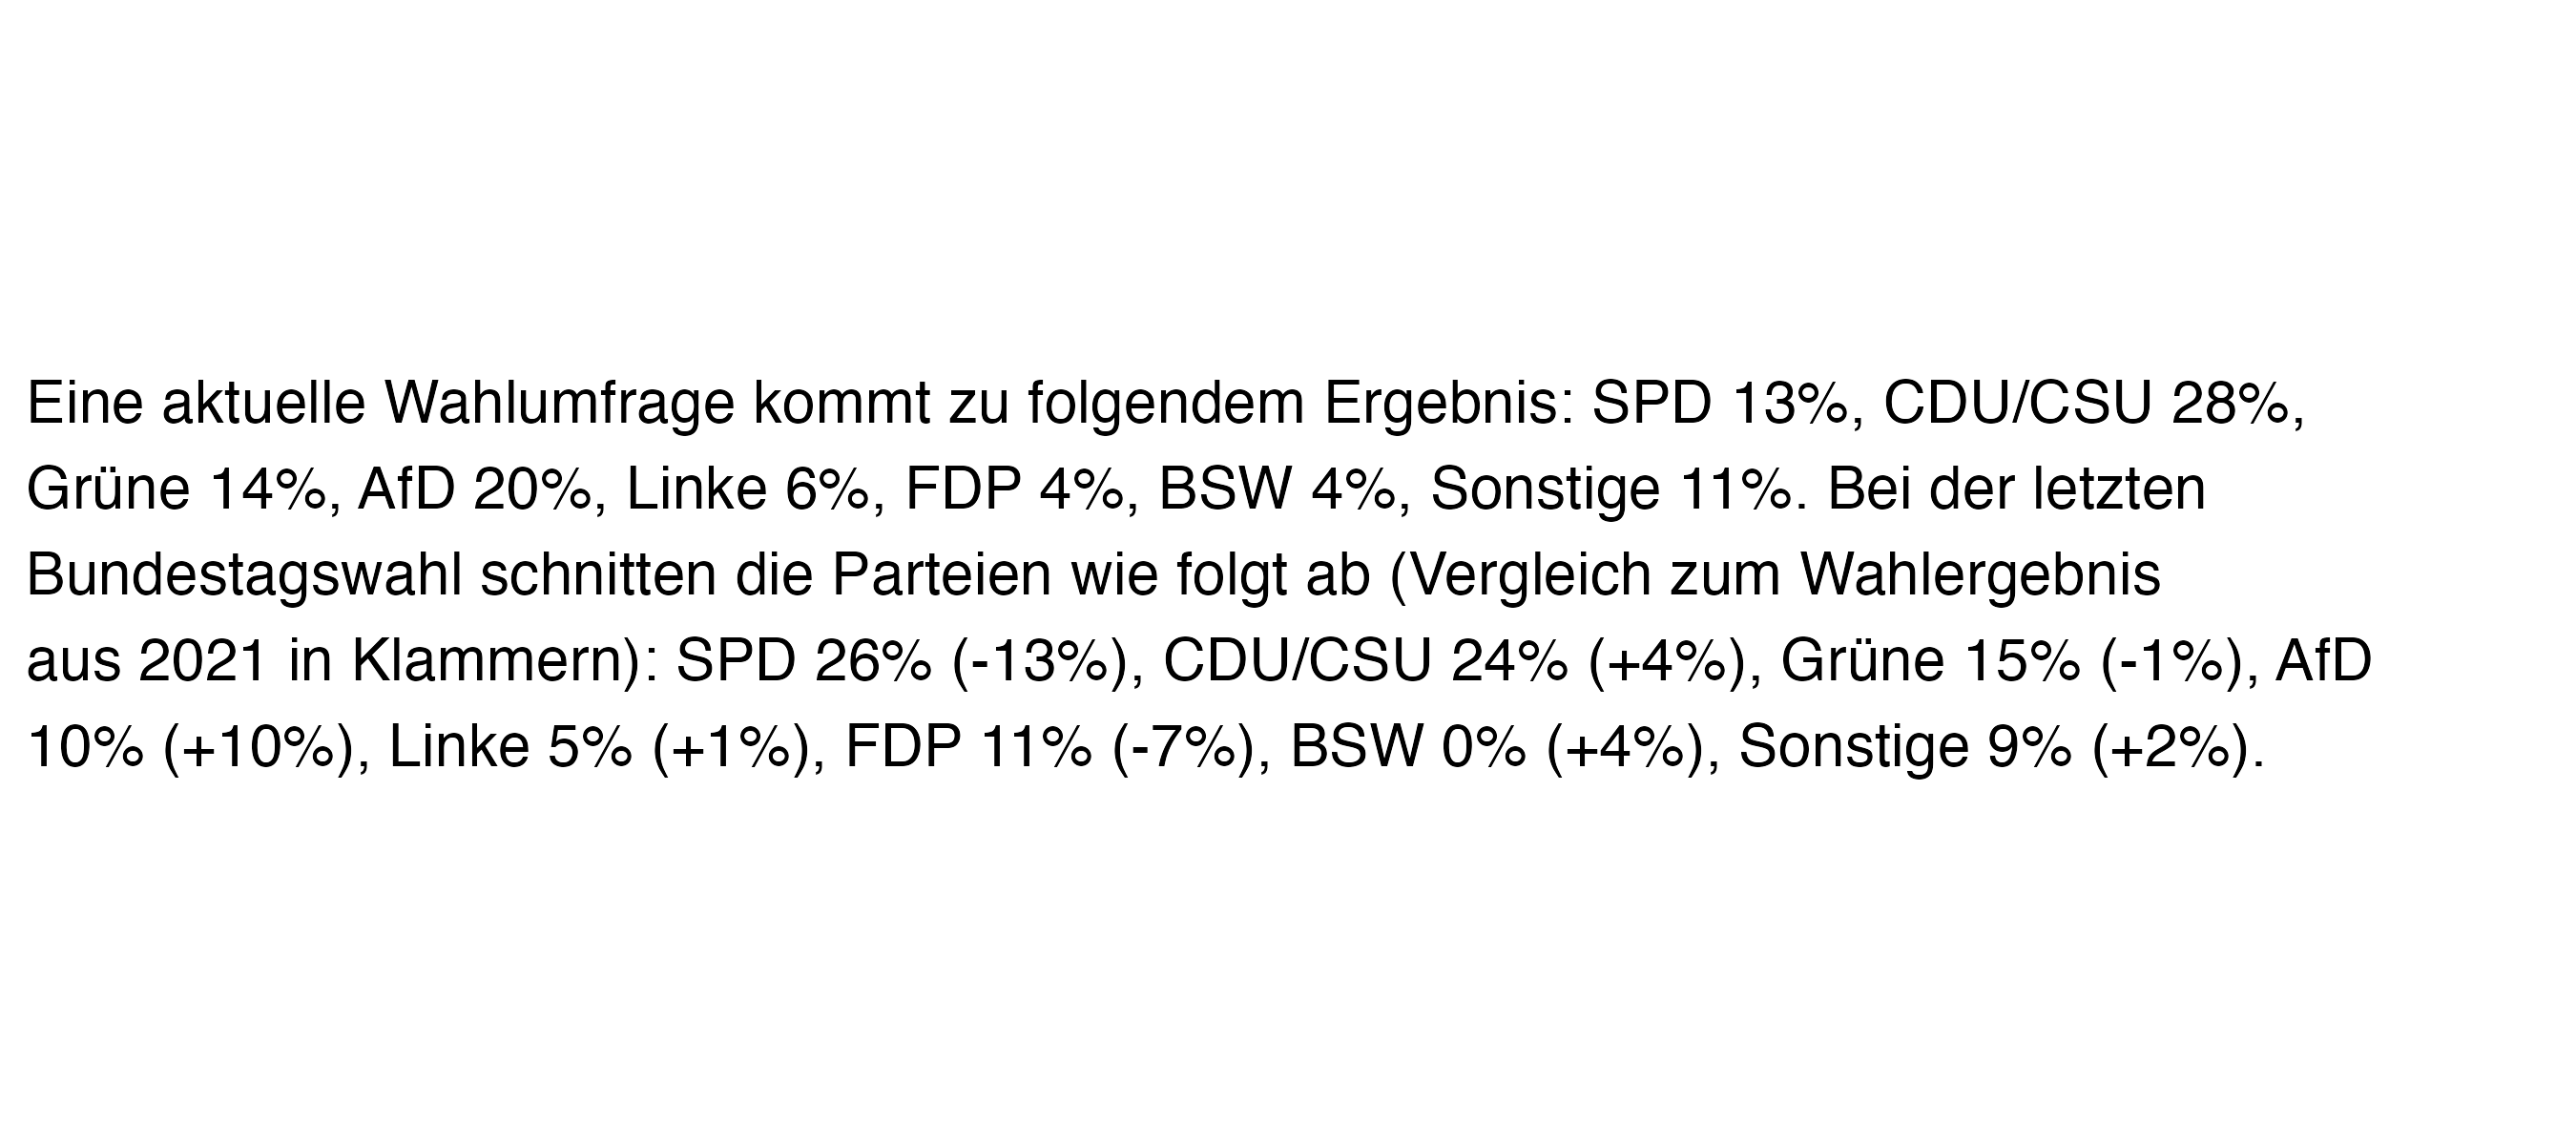 Eine aktuelle Wahlumfrage kommt zu folgendem Ergebnis: SPD 13%, CDU/CSU 28%,
Grüne 14%, AfD 20%, Linke 6%, FDP 4%, BSW 4%, Sonstige 11%. Bei der letzten
Bundestagswahl schnitten die Parteien wie folgt ab (Vergleich zum Wahlergebnis
aus 2021 in Klammern): SPD 26% (-13%), CDU/CSU 24% (+4%), Grüne 15% (-1%), AfD
10% (+10%), Linke 5% (+1%), FDP 11% (-7%), BSW 0% (+4%), Sonstige 9% (+2%).